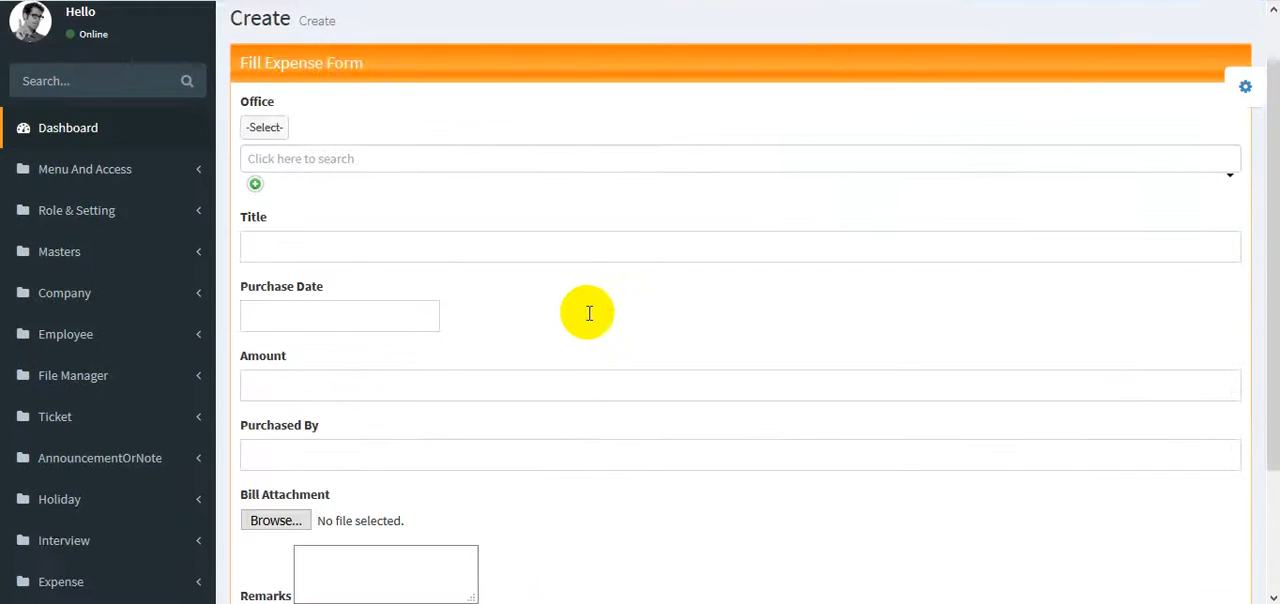 Hello
Online
Search...
Dashboard
Menu And Access
Role & Setting
Masters
Company
Employee
File Manager
Ticket
AnnouncementOrNote
Holiday
Interview
Expense
Create Create
Fill Expense Form
Office
-Select-
Click here to search
Title
Purchase Date
Amount
Purchased By
Bill Attachment
Browse... No file selected.
Remarks